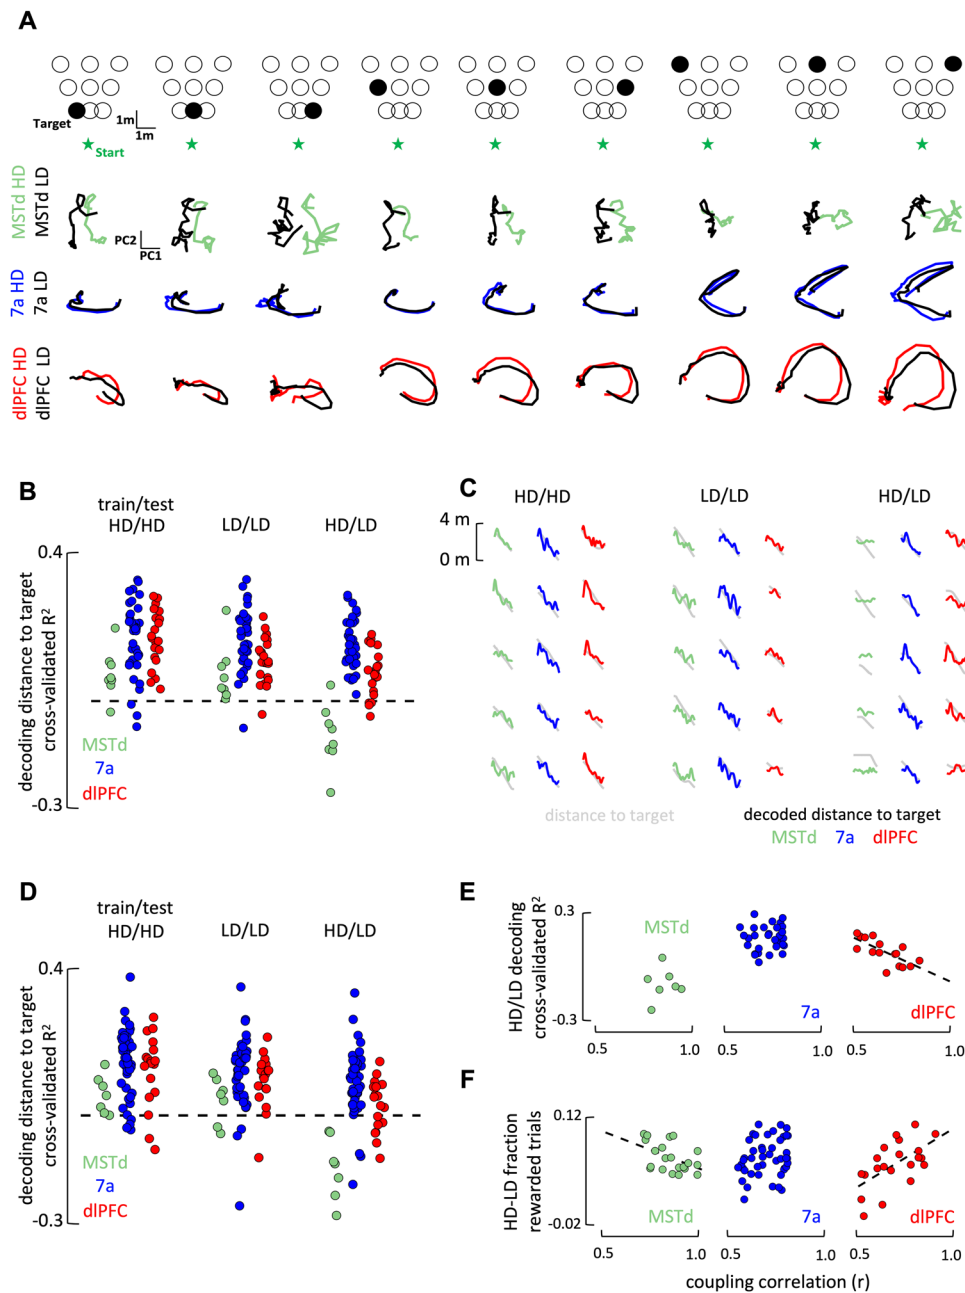 A
Target
1m
1m
Start
MSTd HD
MSTd LD
PC2
PC1
7a HD
7a LD
dlPFC HD
dlPFC LD
B
train/test
HD/HD
LD/LD
HD/LD
0.4
-0.3
decoding distance to target
cross-validated R²
MSTd
7a
dlPFC
C
HD/HD
LD/LD
HD/LD
4 m
0 m
distance to target
decoded distance to target
MSTd 7a dlPFC
D
train/test
HD/HD
LD/LD
HD/LD
0.4
-0.3
decoding distance to target
cross-validated R²
MSTd
7a
dlPFC
E
HD/LD decoding
cross-validated R²
0.3
-0.3
MSTd
7a
dlPFC
0.5 1.0 0.5 1.0 0.5 1.0
F
HD-LD fraction
rewarded trials
0.12
-0.02
MSTd
7a
dlPFC
0.5 1.0 0.5 1.0 0.5 1.0
coupling correlation (r)